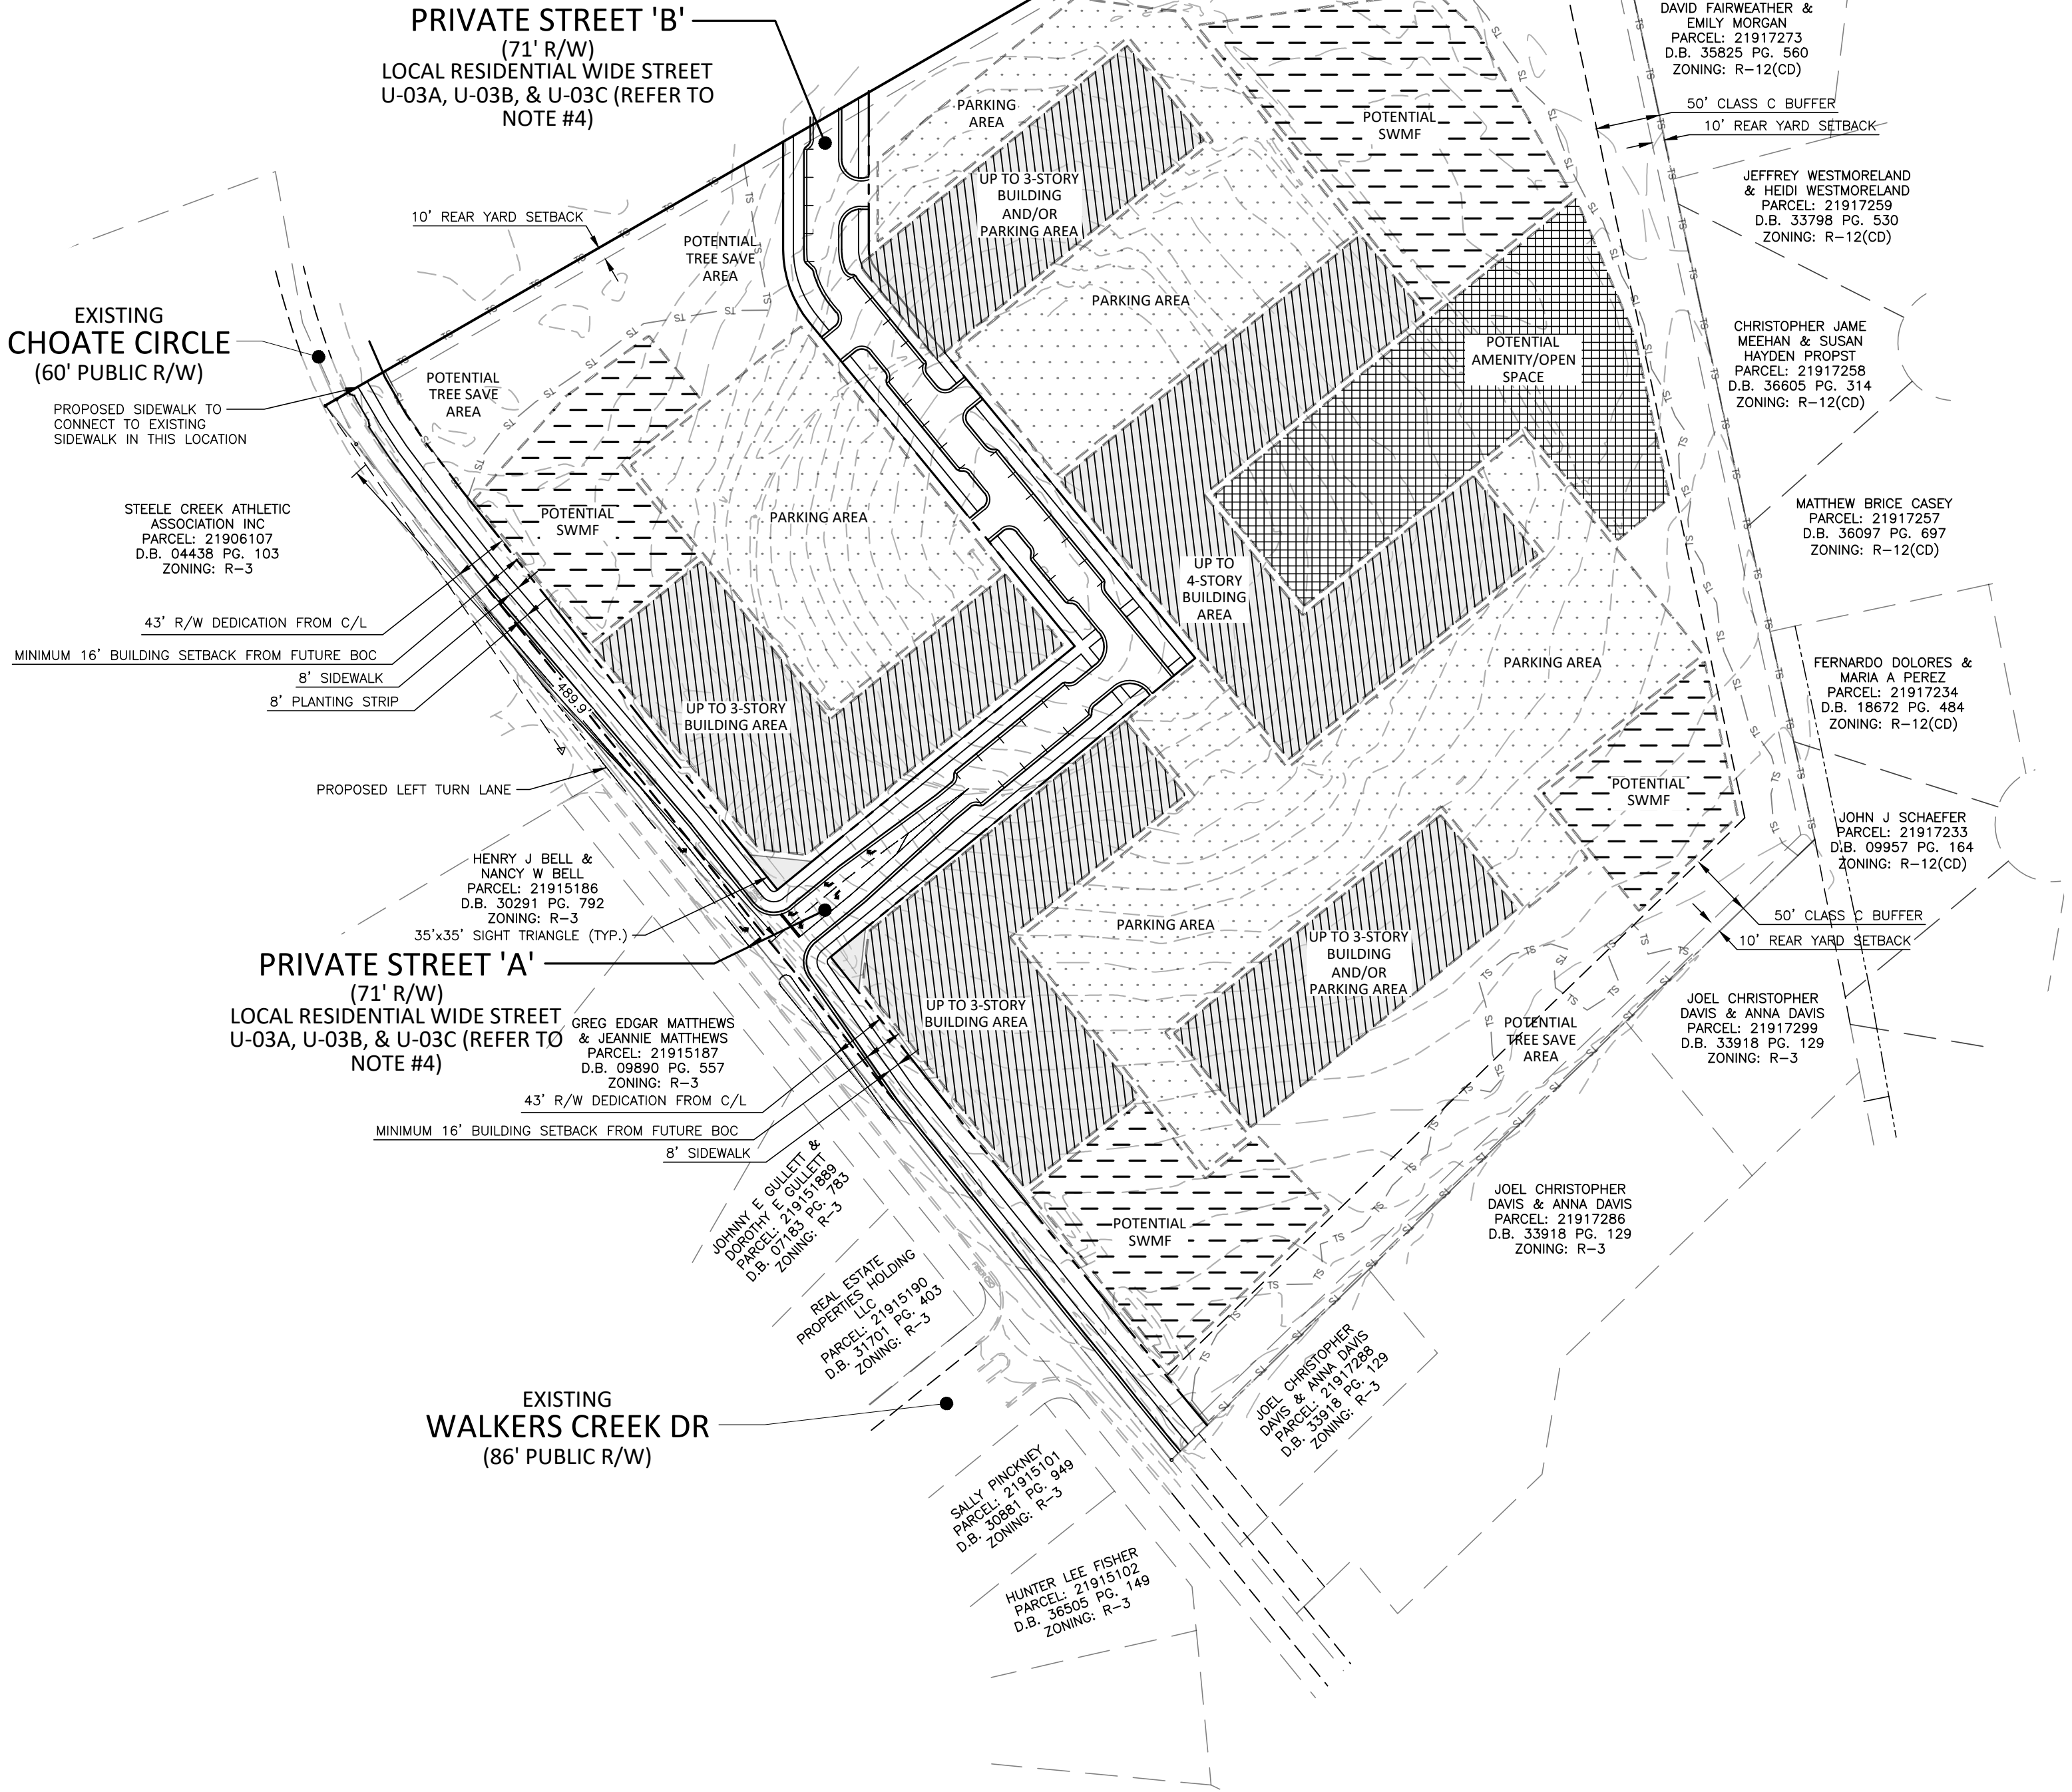 PRIVATE STREET 'B'
(71' R/W)
LOCAL RESIDENTIAL WIDE STREET
U-03A, U-03B, & U-03C (REFER TO
NOTE #4)
DAVID FAIRWEATHER &
EMILY MORGAN
PARCEL: 21917273
D.B. 35825 PG. 560
ZONING: R-12(CD)
50' CLASS C BUFFER
10' REAR YARD SETBACK
PARKING
AREA
POTENTIAL
SWMF
UP TO 3-STORY
BUILDING
AND/OR
PARKING AREA
JEFFREY WESTMORELAND
& HEIDI WESTMORELAND
PARCEL: 21917259
D.B. 33798 PG. 530
ZONING: R-12(CD)
10' REAR YARD SETBACK
POTENTIAL
TREE SAVE
AREA
PARKING AREA
EXISTING
CHOATE CIRCLE
(60' PUBLIC R/W)
POTENTIAL
AMENITY/OPEN
SPACE
CHRISTOPHER JAME
MEEHAN & SUSAN
HAYDEN PROPST
PARCEL: 21917258
D.B. 36605 PG. 314
ZONING: R-12(CD)
POTENTIAL
TREE SAVE
AREA
PROPOSED SIDEWALK TO
CONNECT TO EXISTING
SIDEWALK IN THIS LOCATION
STEELE CREEK ATHLETIC
ASSOCIATION INC
PARCEL: 21906107
D.B. 04438 PG. 103
ZONING: R-3
POTENTIAL
SWMF
PARKING AREA
MATTHEW BRICE CASEY
PARCEL: 21917257
D.B. 36097 PG. 697
ZONING: R-12(CD)
UP TO
4-STORY
BUILDING
AREA
43' R/W DEDICATION FROM C/L
MINIMUM 16' BUILDING SETBACK FROM FUTURE BOC
8' SIDEWALK
8' PLANTING STRIP
489.9'
PARKING AREA
FERNARDO DOLORES &
MARIA A PEREZ
PARCEL: 21917234
D.B. 18672 PG. 484
ZONING: R-12(CD)
UP TO 3-STORY
BUILDING AREA
PROPOSED LEFT TURN LANE
POTENTIAL
SWMF
JOHN J SCHAEFER
PARCEL: 21917233
D.B. 09957 PG. 164
ZONING: R-12(CD)
HENRY J BELL &
NANCY W BELL
PARCEL: 21915186
D.B. 30291 PG. 792
ZONING: R-3
35'x35' SIGHT TRIANGLE (TYP.)
PARKING AREA
UP TO 3-STORY
BUILDING
AND/OR
PARKING AREA
50' CLASS C BUFFER
10' REAR YARD SETBACK
PRIVATE STREET 'A'
(71' R/W)
LOCAL RESIDENTIAL WIDE STREET
U-03A, U-03B, & U-03C (REFER TO
NOTE #4)
GREG EDGAR MATTHEWS
& JEANNIE MATTHEWS
PARCEL: 21915187
D.B. 09890 PG. 557
ZONING: R-3
UP TO 3-STORY
BUILDING AREA
POTENTIAL
TREE SAVE
AREA
JOEL CHRISTOPHER
DAVIS & ANNA DAVIS
PARCEL: 21917299
D.B. 33918 PG. 129
ZONING: R-3
43' R/W DEDICATION FROM C/L
MINIMUM 16' BUILDING SETBACK FROM FUTURE BOC
8' SIDEWALK
JOHNNY E GULLETT &
DOROTHY E GULLETT
PARCEL: 219151889
D.B. 07183 PG. 783
ZONING: R-3
POTENTIAL
SWMF
JOEL CHRISTOPHER
DAVIS & ANNA DAVIS
PARCEL: 21917286
D.B. 33918 PG. 129
ZONING: R-3
REAL ESTATE
PROPERTIES HOLDING
LLC
PARCEL: 21915190
D.B. 31701 PG. 403
ZONING: R-3
JOEL CHRISTOPHER
DAVIS & ANNA DAVIS
PARCEL: 21917288
D.B. 33918 PG. 129
ZONING: R-3
EXISTING
WALKERS CREEK DR
(86' PUBLIC R/W)
SALLY PINCKNEY
PARCEL: 21915101
D.B. 30881 PG. 949
ZONING: R-3
HUNTER LEE FISHER
PARCEL: 21915102
D.B. 36505 PG. 149
ZONING: R-3